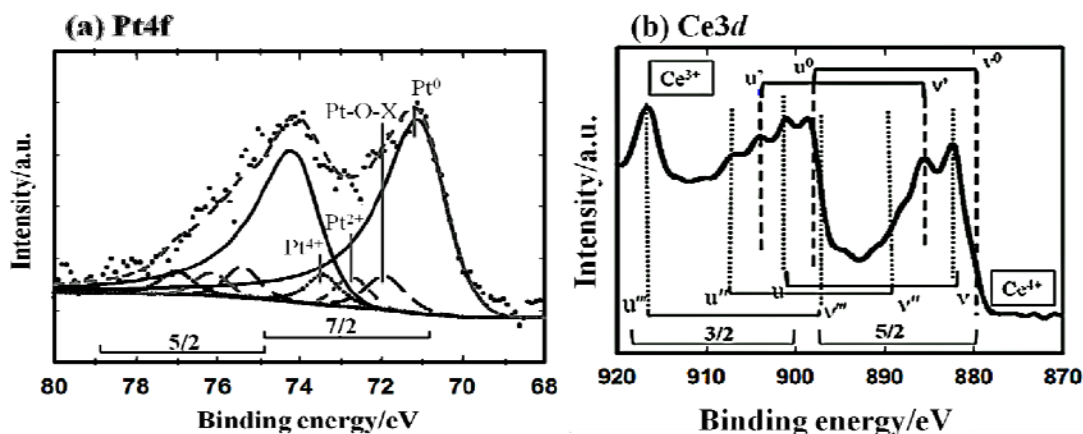 (a) Pt4f
Intensity/a.u.
Pt-O-X
Pt⁰
Pt⁴⁺
Pt²⁺
5/2
7/2
80 78 76 74 72 70 68
Binding energy/eV
(b) Ce3d
Intensity/a.u.
Ce³⁺
u' u⁰ v' v⁰
Ce⁴⁺
u''' u'' u v''' v'' v
3/2
5/2
920 910 900 890 880 870
Binding energy/eV